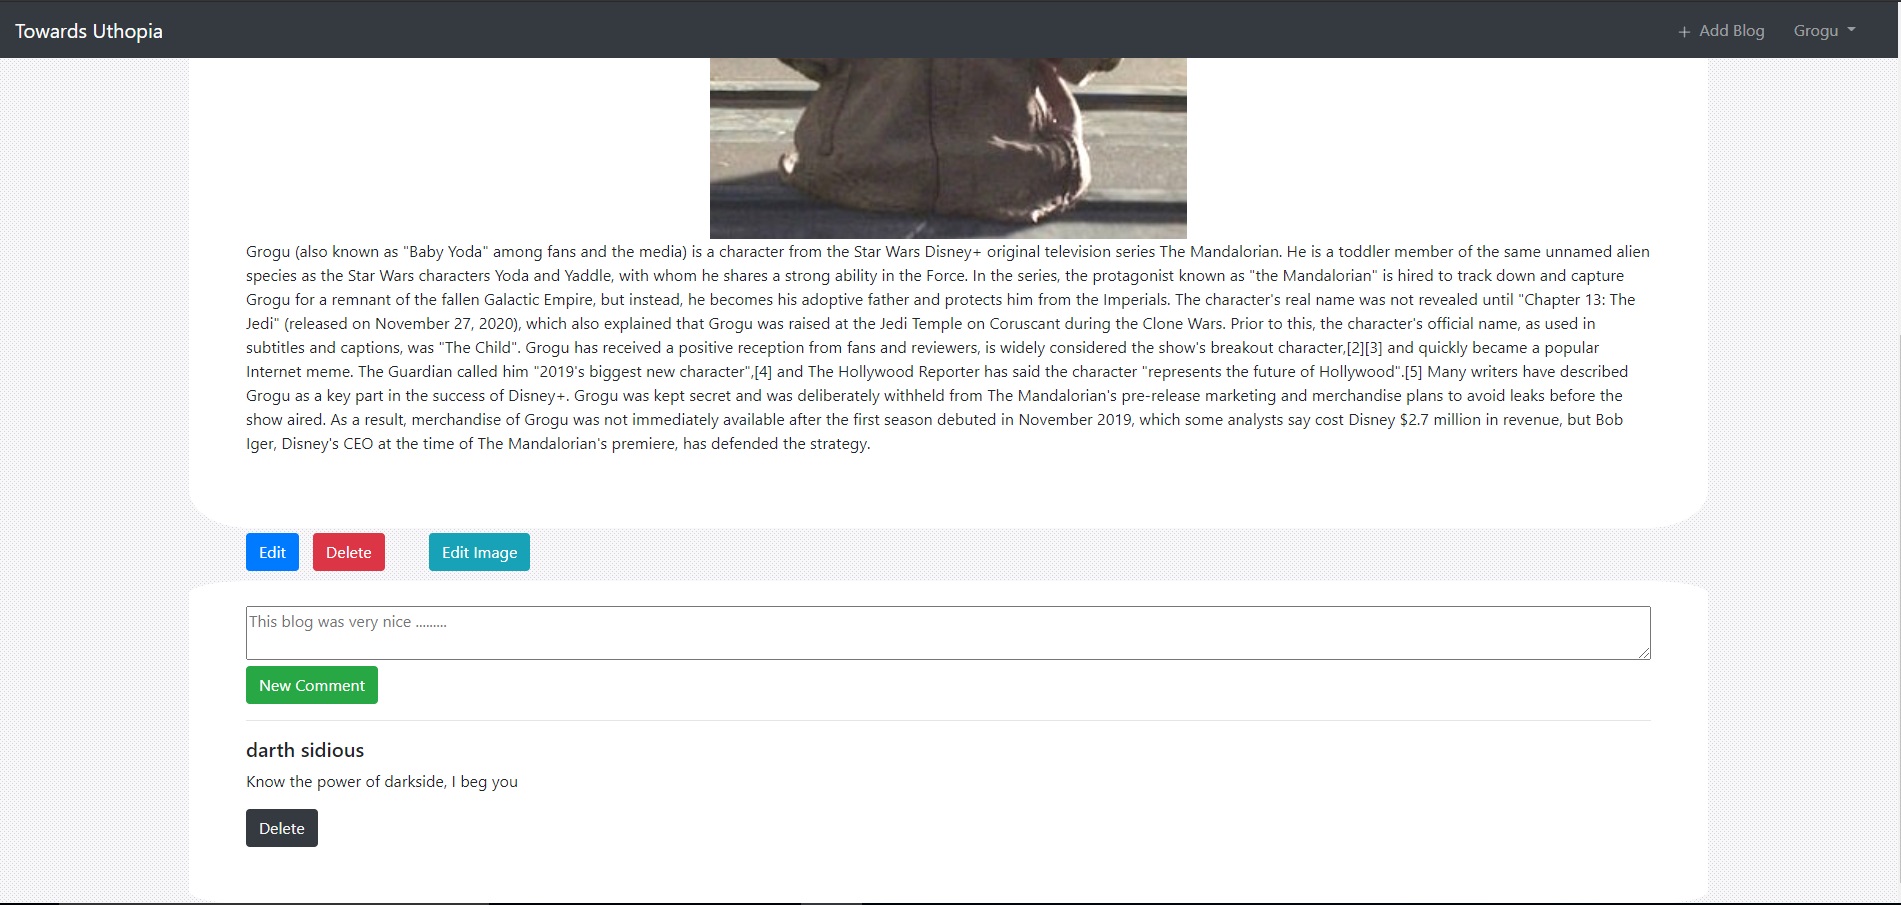 Towards Uthopia
+ Add Blog
Grogu
Grogu (also known as "Baby Yoda" among fans and the media) is a character from the Star Wars Disney+ original television series The Mandalorian. He is a toddler member of the same unnamed alien
species as the Star Wars characters Yoda and Yaddle, with whom he shares a strong ability in the Force. In the series, the protagonist known as "the Mandalorian" is hired to track down and capture
Grogu for a remnant of the fallen Galactic Empire, but instead, he becomes his adoptive father and protects him from the Imperials. The character's real name was not revealed until "Chapter 13: The
Jedi" (released on November 27, 2020), which also explained that Grogu was raised at the Jedi Temple on Coruscant during the Clone Wars. Prior to this, the character's official name, as used in
subtitles and captions, was "The Child". Grogu has received a positive reception from fans and reviewers, is widely considered the show's breakout character,[2][3] and quickly became a popular
Internet meme. The Guardian called him "2019's biggest new character",[4] and The Hollywood Reporter has said the character "represents the future of Hollywood".[5] Many writers have described
Grogu as a key part in the success of Disney+. Grogu was kept secret and was deliberately withheld from The Mandalorian's pre-release marketing and merchandise plans to avoid leaks before the
show aired. As a result, merchandise of Grogu was not immediately available after the first season debuted in November 2019, which some analysts say cost Disney $2.7 million in revenue, but Bob
Iger, Disney's CEO at the time of The Mandalorian's premiere, has defended the strategy.
Edit
Delete
Edit Image
This blog was very nice .........
New Comment
darth sidious
Know the power of darkside, I beg you
Delete